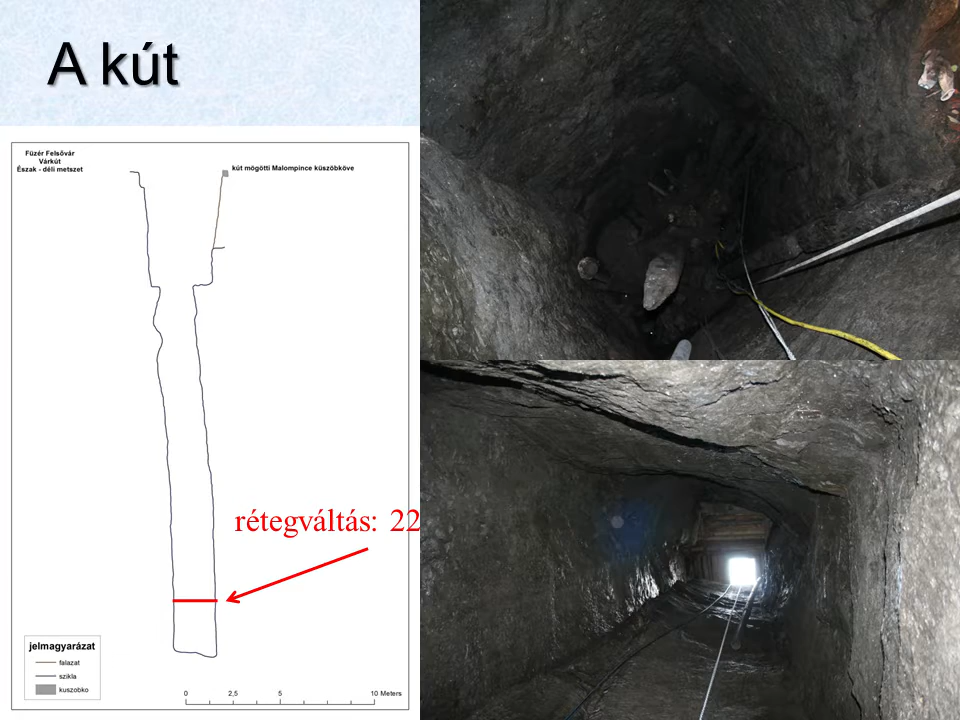 A kút
Füzér Felsővár
Várkút
Észak - déli metszet
kút mögötti Malompince küszöbköve
rétegváltás: 22
jelmagyarázat
falazat
szikla
kuszobko
0 2,5 5 10 Meters